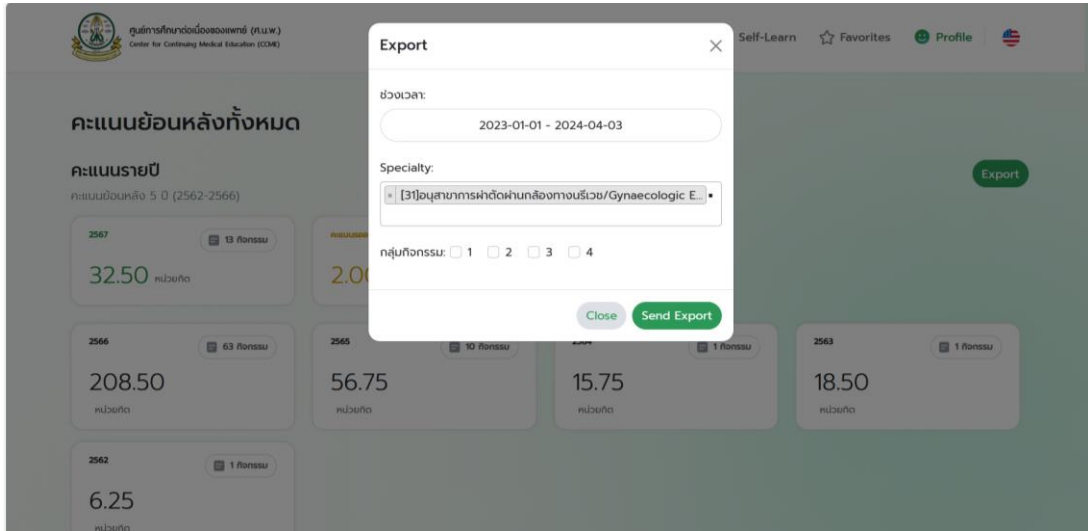 ศูนย์การศึกษาต่อเนื่องของแพทย์ (ศ.น.พ.)
Center for Continuing Medical Education (CCME)
Self-Learn
Favorites
Profile
Export
ช่วงเวลา:
2023-01-01 - 2024-04-03
Specialty:
[31]อนุสาขาการผ่าตัดผ่านกล้องทางนรีเวช/Gynaecologic E...
กลุ่มกิจกรรม: 1 2 3 4
Close Send Export
คะแนนย้อนหลังทั้งหมด
คะแนนรายปี
คะแนนย้อนหลัง 5 ปี (2562-2566)
Export
2567 13 กิจกรรม
32.50 หน่วยกิต
2566 63 กิจกรรม
208.50
หน่วยกิต
2565 10 กิจกรรม
56.75
หน่วยกิต
1 กิจกรรม
15.75
หน่วยกิต
2563 1 กิจกรรม
18.50
หน่วยกิต
2562 1 กิจกรรม
6.25
หน่วยกิต